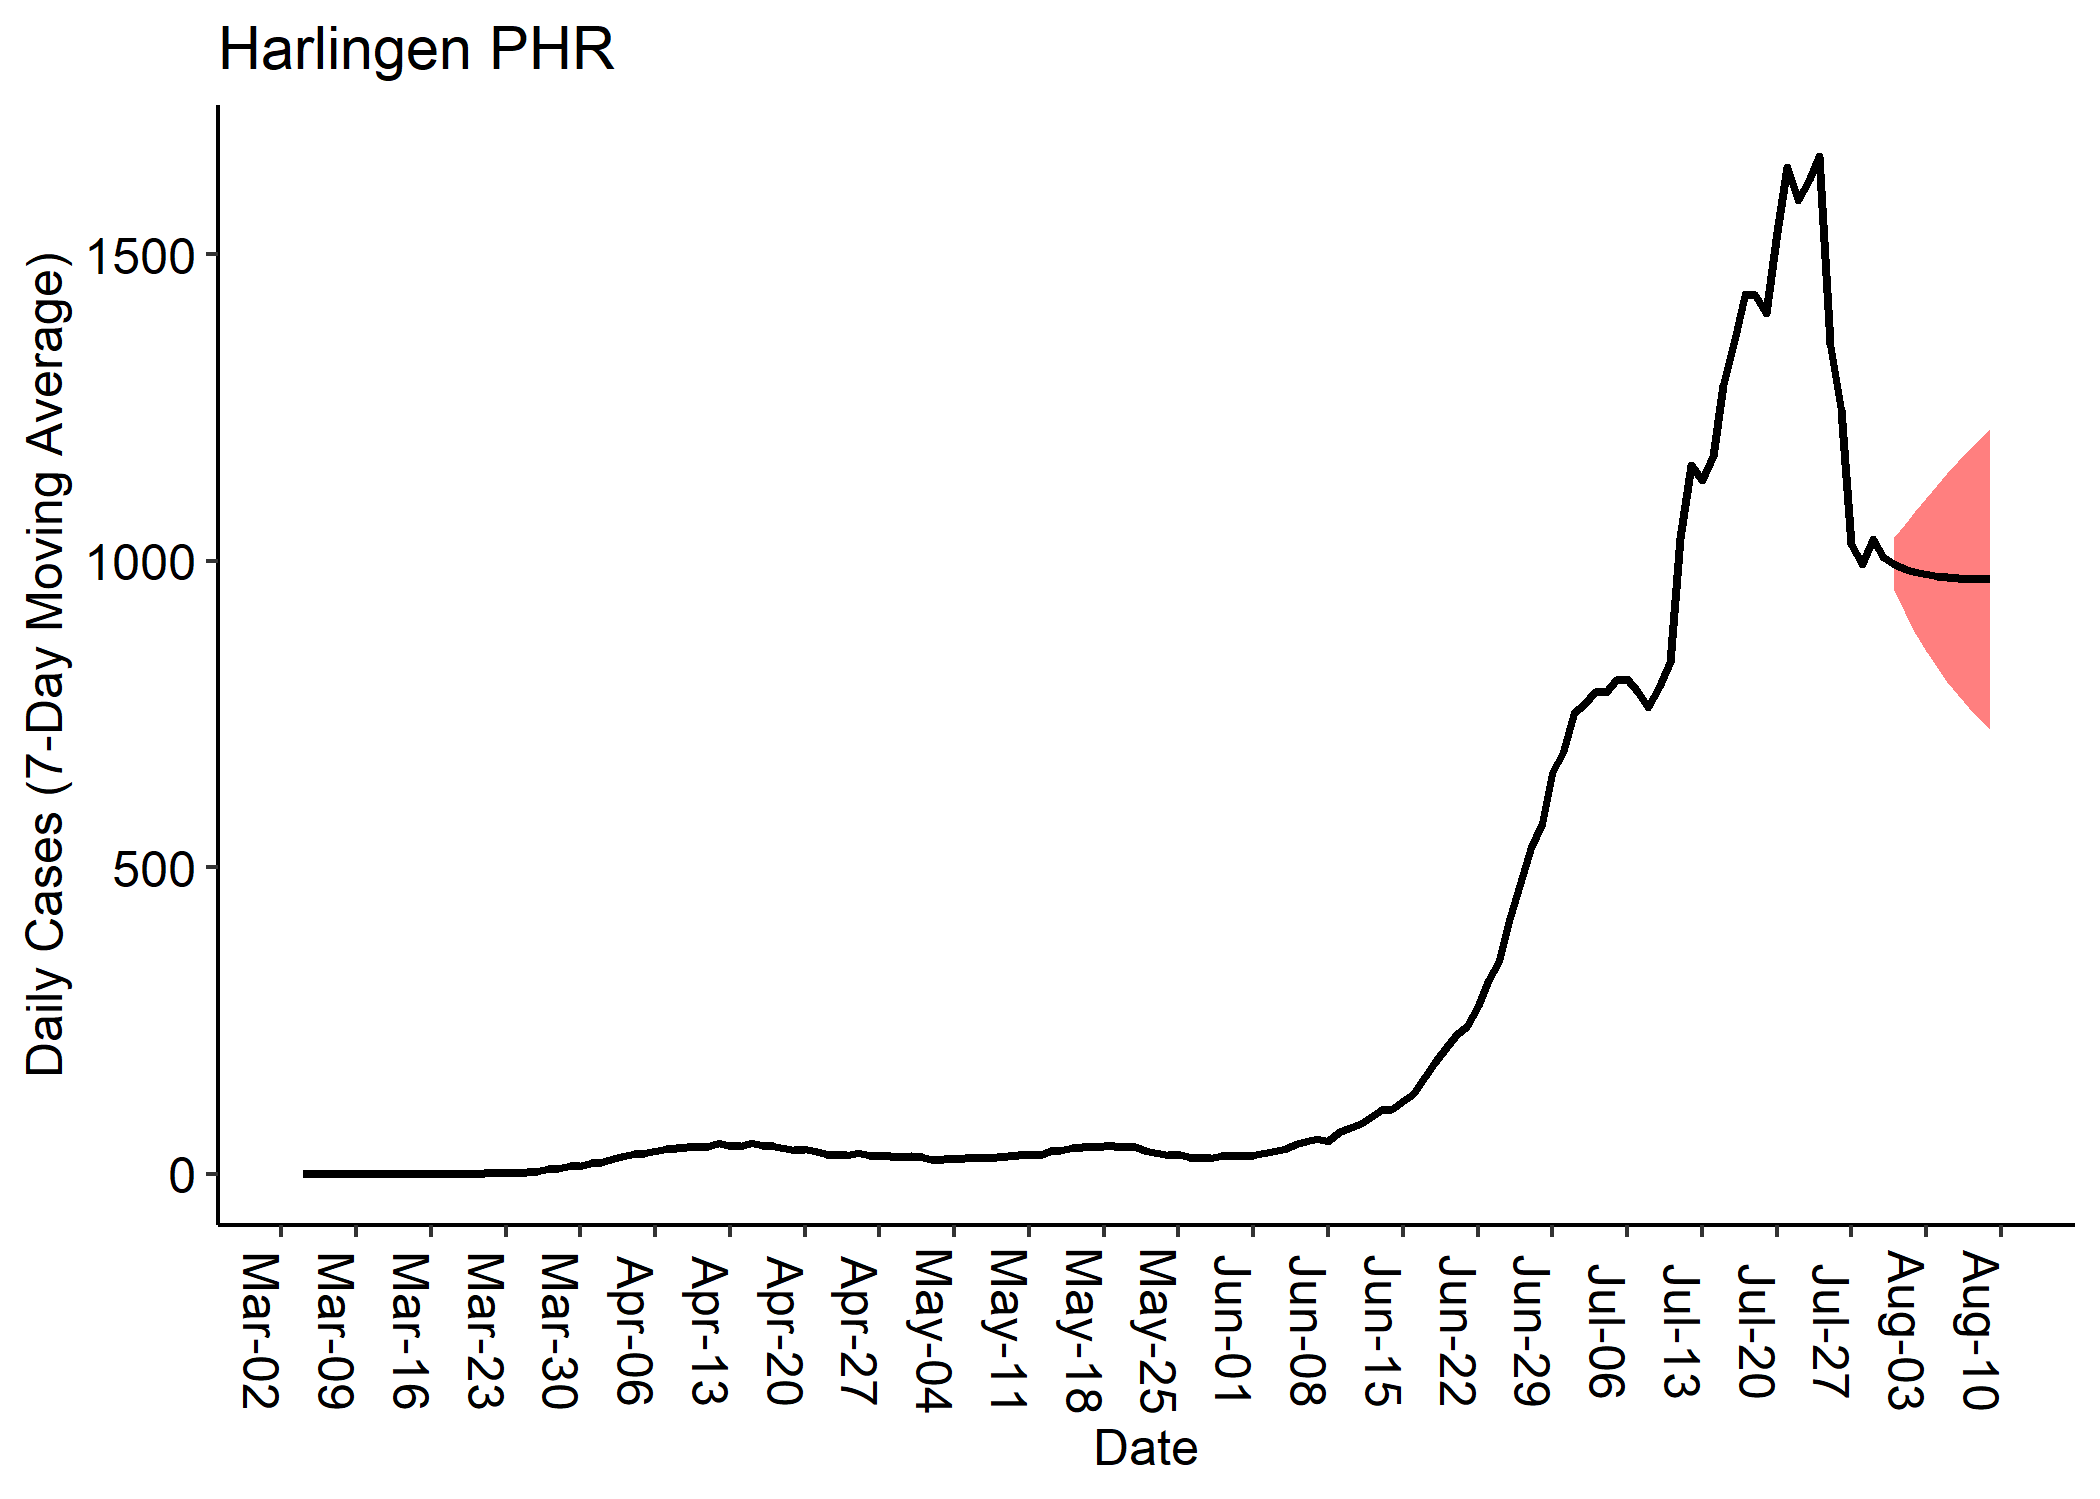 Harlingen PHR
Daily Cases (7-Day Moving Average)
1500
1000
500
0
Mar-02
Mar-09
Mar-16
Mar-23
Mar-30
Apr-06
Apr-13
Apr-20
Apr-27
May-04
May-11
May-18
May-25
Jun-01
Jun-08
Jun-15
Jun-22
Jun-29
Jul-06
Jul-13
Jul-20
Jul-27
Aug-03
Aug-10
Date